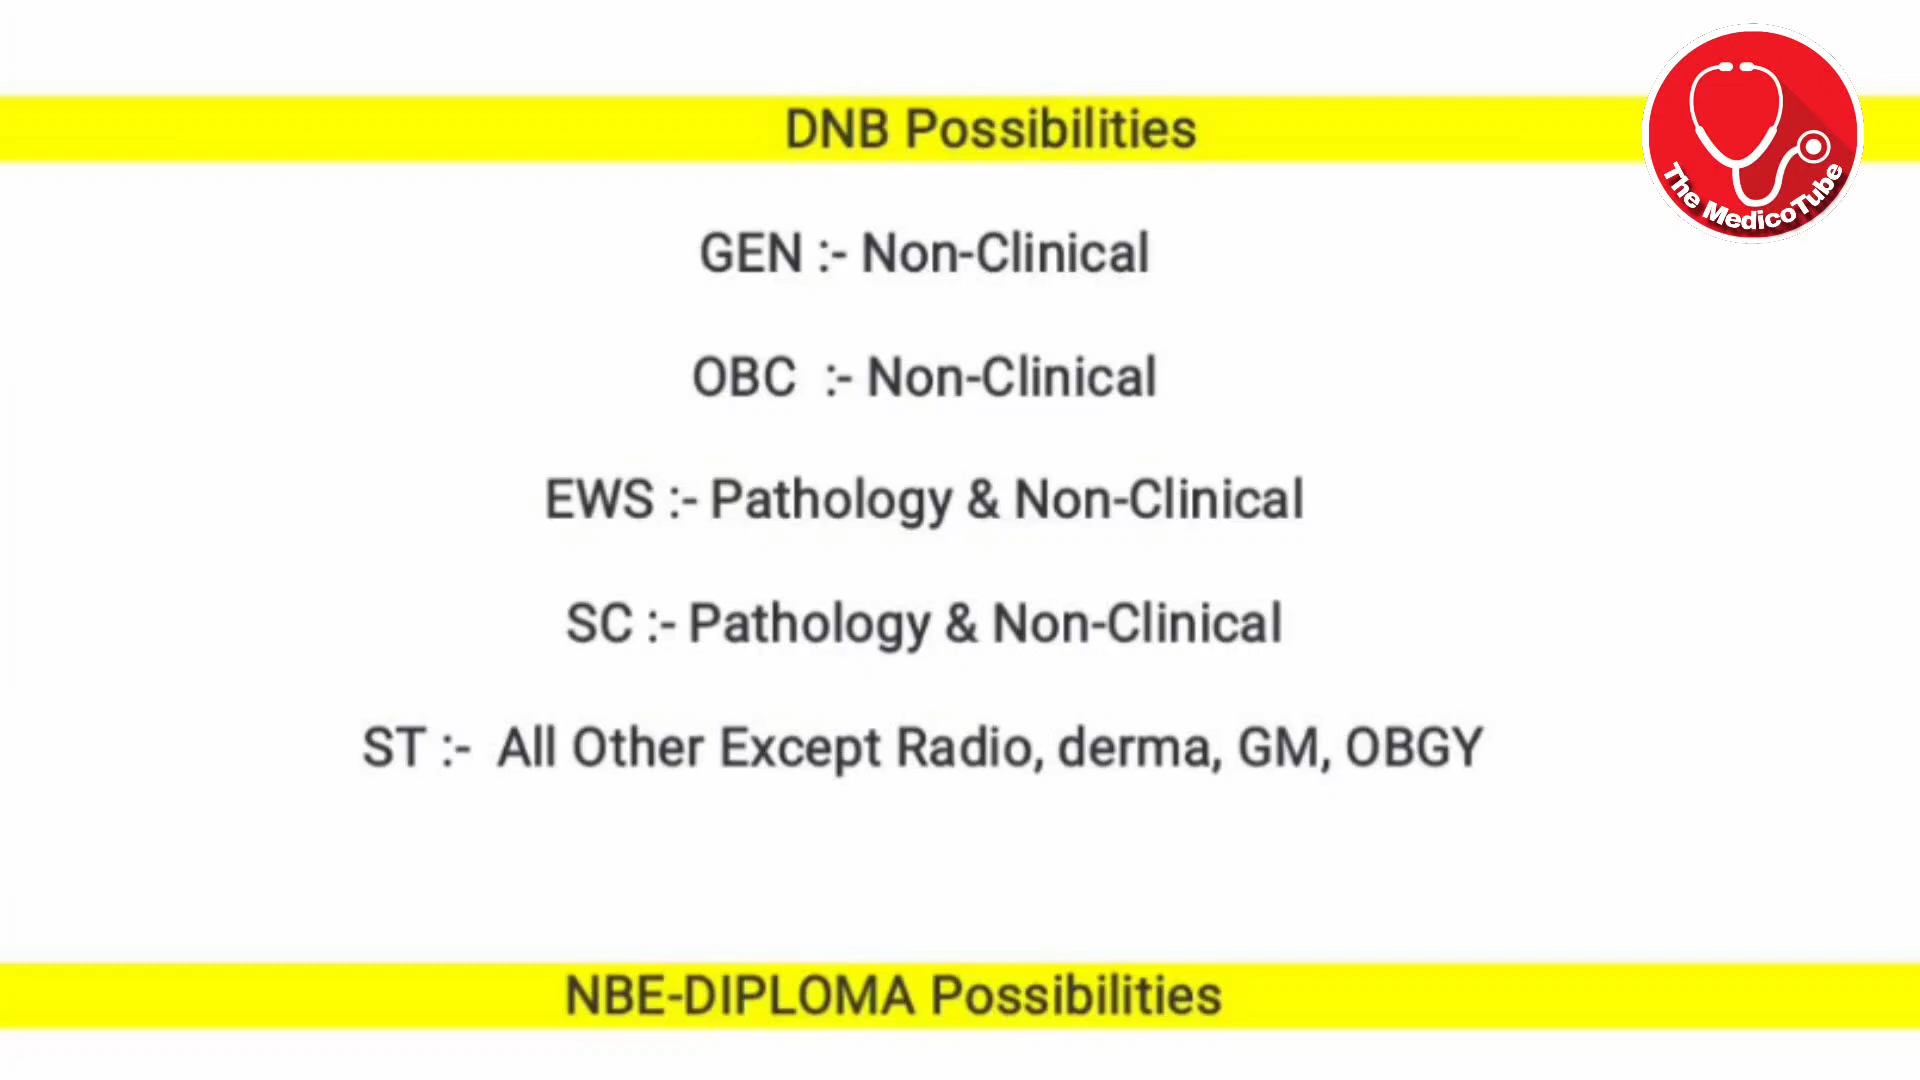 DNB Possibilities
The MedicoTube
GEN :- Non-Clinical
OBC :- Non-Clinical
EWS :- Pathology & Non-Clinical
SC :- Pathology & Non-Clinical
ST :- All Other Except Radio, derma, GM, OBGY
NBE-DIPLOMA Possibilities